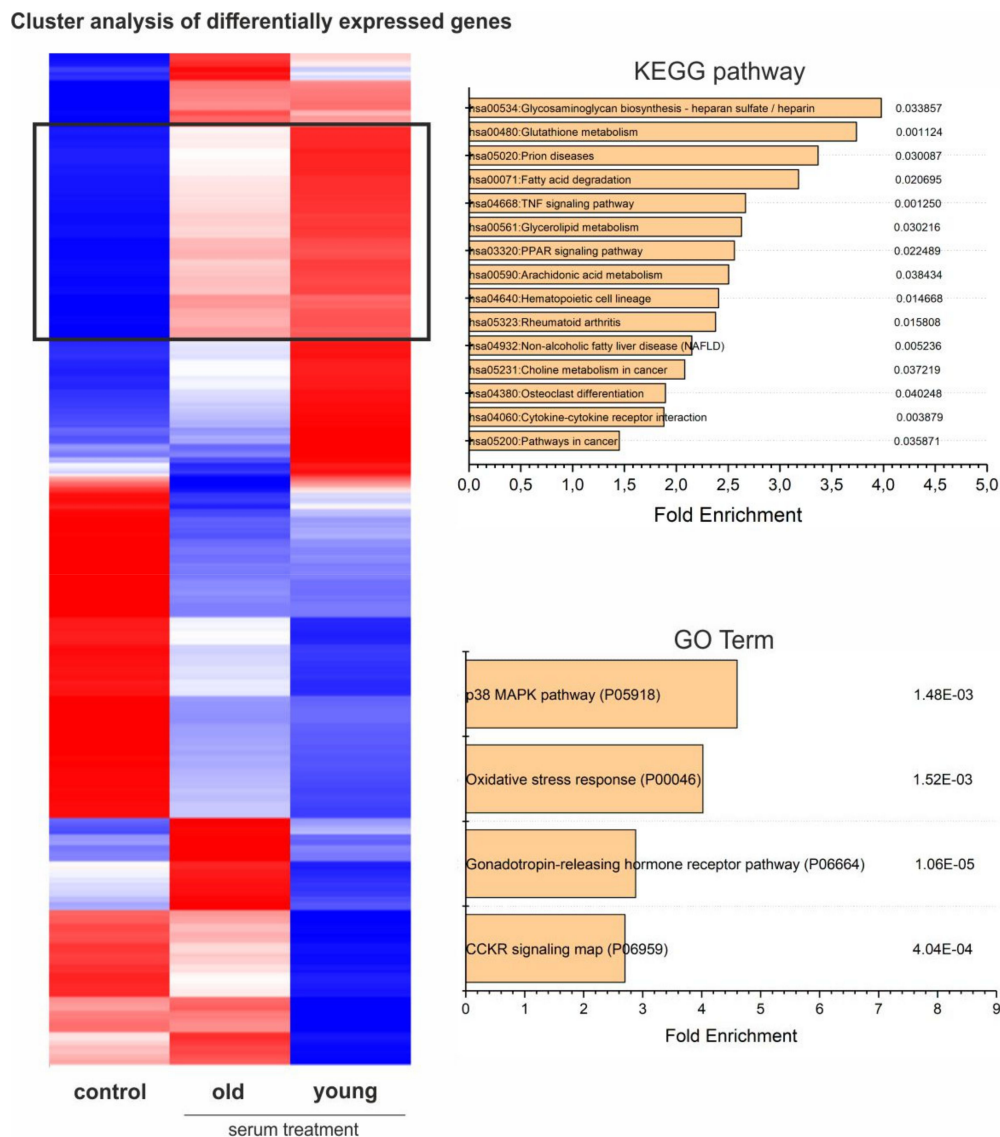 Cluster analysis of differentially expressed genes
KEGG pathway
hsa00534:Glycosaminoglycan biosynthesis - heparan sulfate / heparin 0.033857
hsa00480:Glutathione metabolism 0.001124
hsa05020:Prion diseases 0.030087
hsa00071:Fatty acid degradation 0.020695
hsa04668:TNF signaling pathway 0.001250
hsa00561:Glycerolipid metabolism 0.030216
hsa03320:PPAR signaling pathway 0.022489
hsa00590:Arachidonic acid metabolism 0.038434
hsa04640:Hematopoietic cell lineage 0.014668
hsa05323:Rheumatoid arthritis 0.015808
hsa04932:Non-alcoholic fatty liver disease (NAFLD) 0.005236
hsa05231:Choline metabolism in cancer 0.037219
hsa04380:Osteoclast differentiation 0.040248
hsa04060:Cytokine-cytokine receptor interaction 0.003879
hsa05200:Pathways in cancer 0.035871
0,0 0,5 1,0 1,5 2,0 2,5 3,0 3,5 4,0 4,5 5,0
Fold Enrichment
GO Term
p38 MAPK pathway (P05918) 1.48E-03
Oxidative stress response (P00046) 1.52E-03
Gonadotropin-releasing hormone receptor pathway (P06664) 1.06E-05
CCKR signaling map (P06959) 4.04E-04
0 1 2 3 4 5 6 7 8 9
Fold Enrichment
control old young
serum treatment